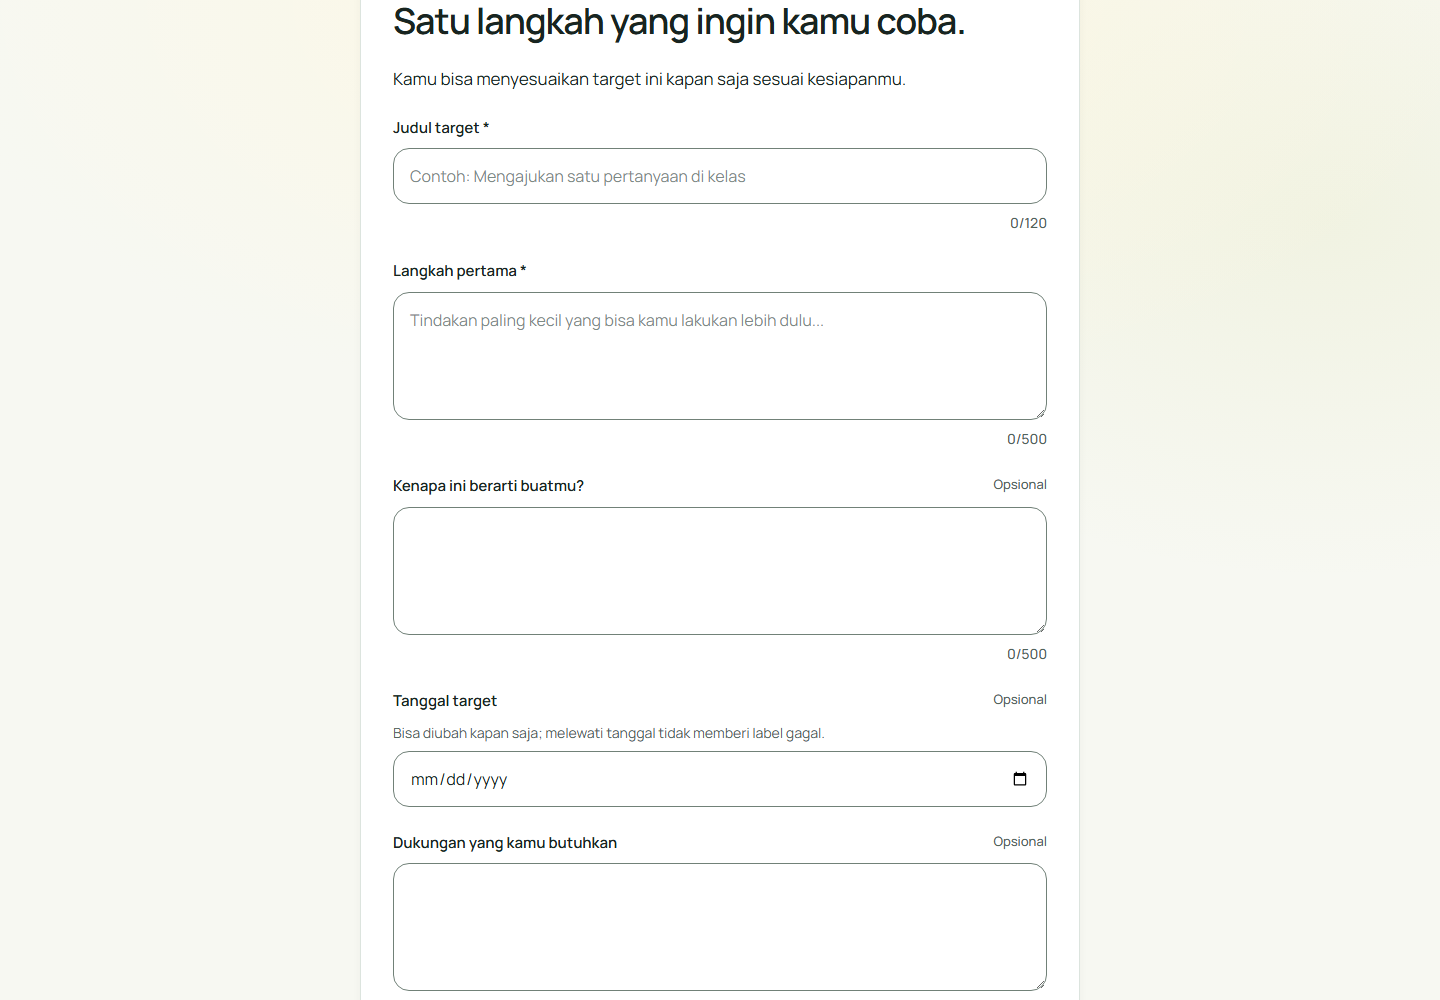 Satu langkah yang ingin kamu coba.
Kamu bisa menyesuaikan target ini kapan saja sesuai kesiapanmu.
Judul target *
Contoh: Mengajukan satu pertanyaan di kelas
0/120
Langkah pertama *
Tindakan paling kecil yang bisa kamu lakukan lebih dulu...
0/500
Kenapa ini berarti buatmu? Opsional
0/500
Tanggal target Opsional
Bisa diubah kapan saja; melewati tanggal tidak memberi label gagal.
mm/dd/yyyy
Dukungan yang kamu butuhkan Opsional